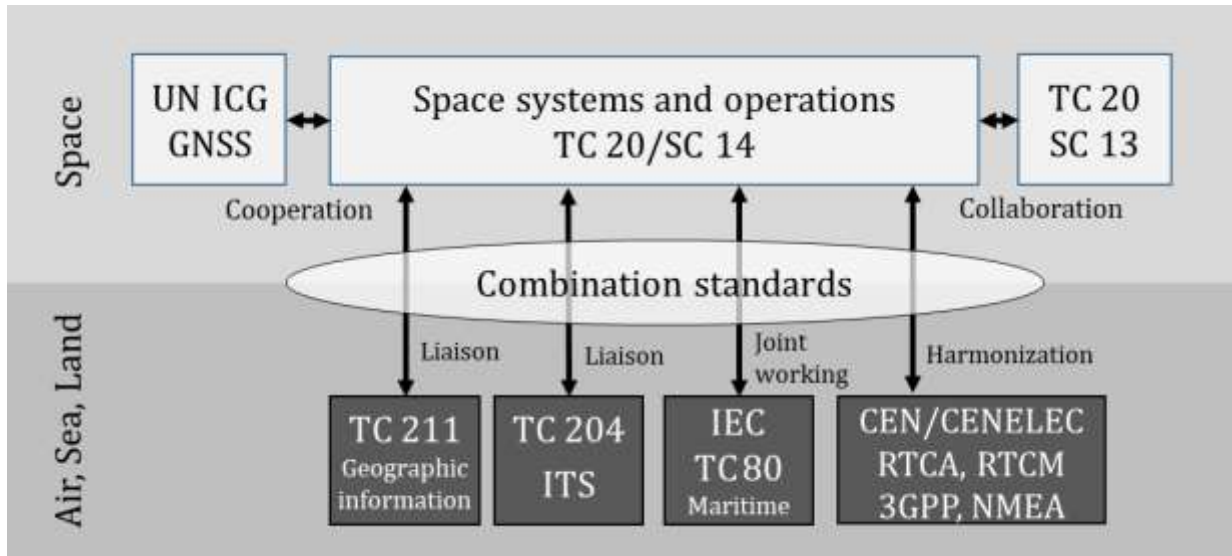 Space
UN ICG
GNSS
Space systems and operations
TC 20/SC 14
TC 20
SC 13
Cooperation
Collaboration
Combination standards
Air, Sea, Land
Liaison
Liaison
Joint
working
Harmonization
TC 211
Geographic
information
TC 204
ITS
IEC
TC80
Maritime
CEN/CENELEC
RTCA, RTCM
3GPP, NMEA